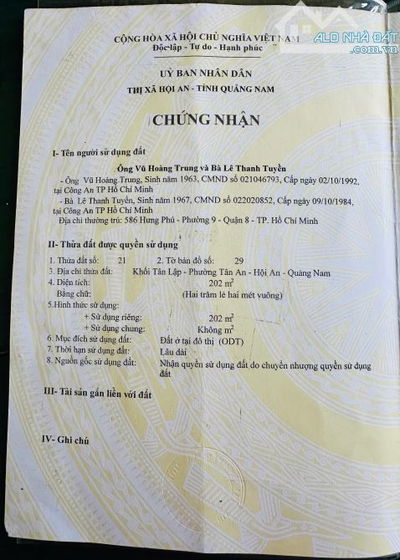 ALO NHÀ ĐẤT
.com.vn
CỘNG HÒA XÃ HỘI CHỦ NGHĨA VIỆT NAM
Độc lập - Tự do - Hạnh phúc
UỶ BAN NHÂN DÂN
THỊ XÃ HỘI AN - TỈNH QUẢNG NAM
CHỨNG NHẬN
I- Tên người sử dụng đất
Ông Vũ Hoàng Trung và Bà Lê Thanh Tuyền
- Ông Vũ Hoàng Trung, Sinh năm 1963, CMND số 021046793, Cấp ngày 02/10/1992,
tại Công An TP Hồ Chí Minh
- Bà Lê Thanh Tuyền, Sinh năm 1967, CMND số 022020852, Cấp ngày 09/10/1984,
tại Công An TP Hồ Chí Minh
Địa chỉ thường trú: 586 Hưng Phú - Phường 9 - Quận 8 - TP. Hồ Chí Minh
II- Thửa đất được quyền sử dụng
1. Thửa đất số: 21 2. Tờ bản đồ số: 29
3. Địa chỉ thửa đất: Khối Tân Lập - Phường Tân An - Hội An - Quảng Nam
4. Diện tích: 202 m²
Bằng chữ: (Hai trăm lẻ hai mét vuông)
5.Hình thức sử dụng:
+ Sử dụng riêng: 202 m²
+ Sử dụng chung: Không m²
6. Mục đích sử dụng đất: Đất ở tại đô thị (ODT)
7. Thời hạn sử dụng đất: Lâu dài
8. Nguồn gốc sử dụng đất: Nhận quyền sử dụng đất do chuyển nhượng quyền sử dụng
đất
III- Tài sản gắn liền với đất
IV- Ghi chú